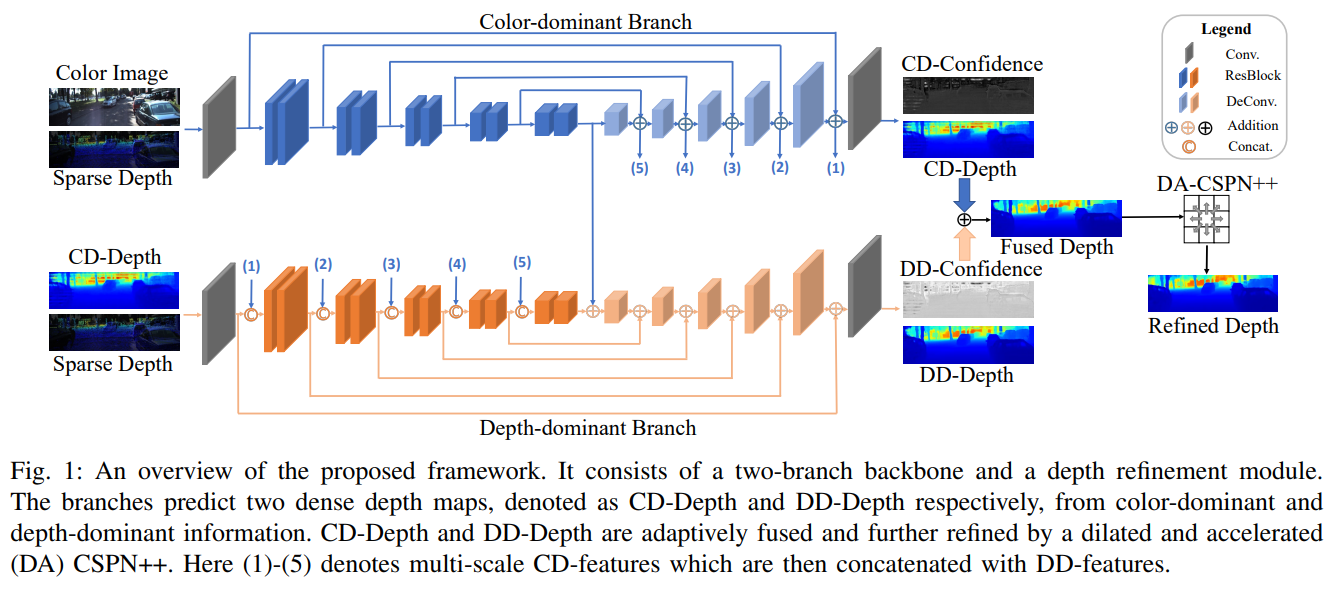 Color-dominant Branch
Color Image
Sparse Depth
(5)
(4)
(3)
(2)
(1)
CD-Confidence
CD-Depth
Legend
Conv.
ResBlock
DeConv.
Addition
C Concat.
DA-CSPN++
Fused Depth
Refined Depth
CD-Depth
Sparse Depth
(1)
(2)
(3)
(4)
(5)
C
C
C
C
C
DD-Confidence
DD-Depth
Depth-dominant Branch
Fig. 1: An overview of the proposed framework. It consists of a two-branch backbone and a depth refinement module.
The branches predict two dense depth maps, denoted as CD-Depth and DD-Depth respectively, from color-dominant and
depth-dominant information. CD-Depth and DD-Depth are adaptively fused and further refined by a dilated and accelerated
(DA) CSPN++. Here (1)-(5) denotes multi-scale CD-features which are then concatenated with DD-features.